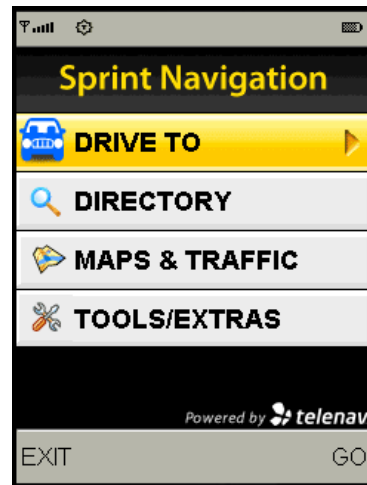 Sprint Navigation
DRIVE TO
DIRECTORY
MAPS & TRAFFIC
TOOLS/EXTRAS
Powered by telenav
EXIT GO